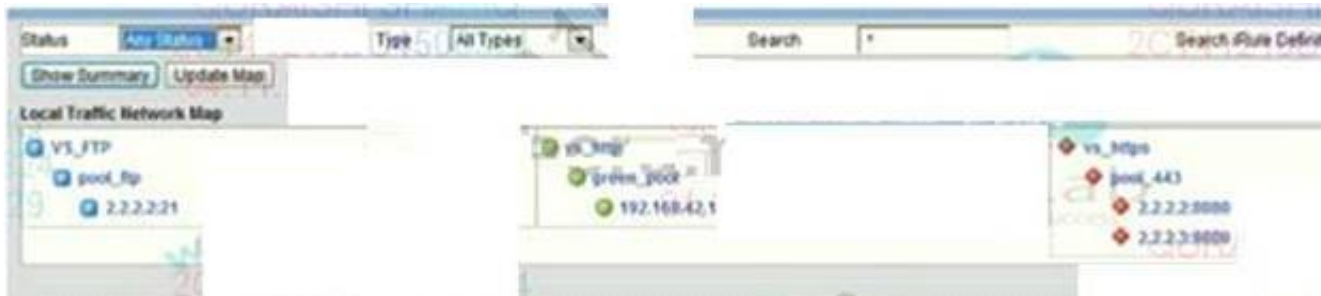 Status Any Status Type All Types Search * Search iRule Defini
Show Summary Update Map
Local Traffic Network Map
VS_FTP
pool_ftp
2.2.2.2:21
vs_http
green_pool
192.168.42.1
vs_https
pool_443
2.2.2.2:8080
2.2.2.3:8080